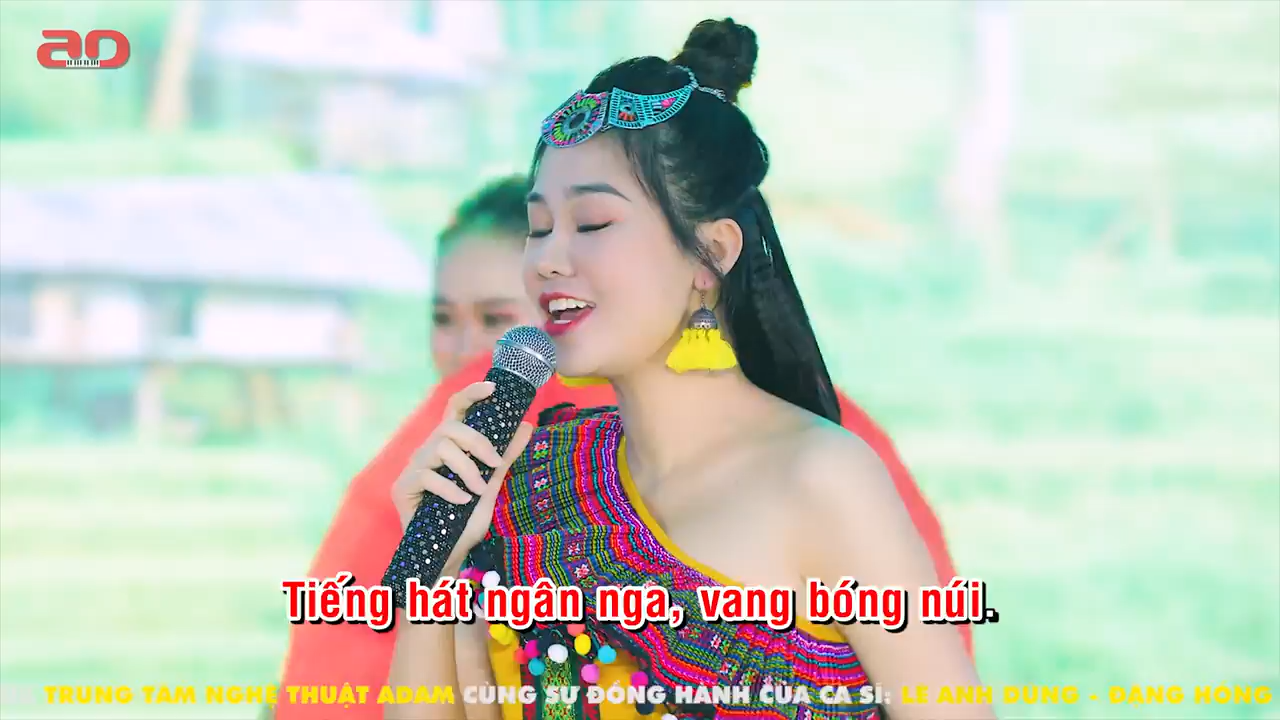 AD
Tiếng hát ngân nga, vang bóng núi.
TRUNG TÂM NGHỆ THUẬT ADAM CÙNG SỰ ĐỒNG HÀNH CỦA CA SĨ: LÊ ANH DŨNG - ĐẶNG HỒNG